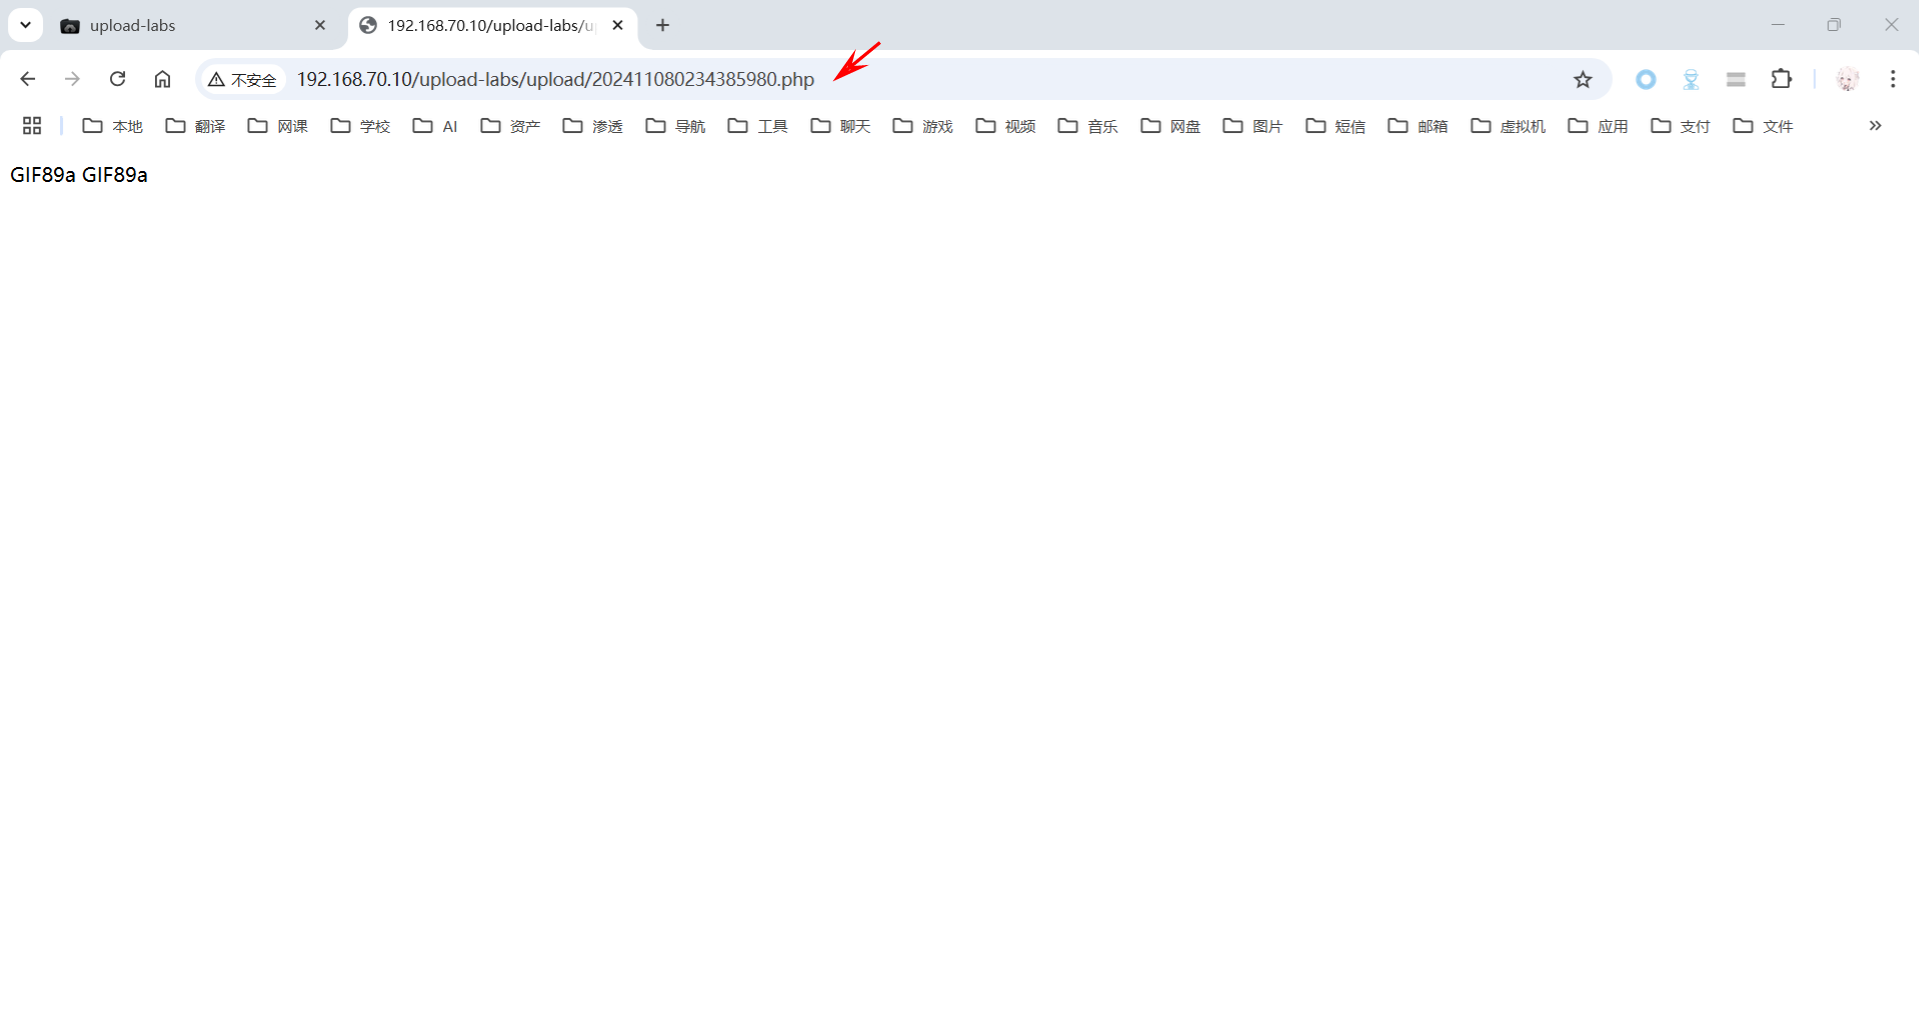 upload-labs
192.168.70.10/upload-labs/u
不安全
192.168.70.10/upload-labs/upload/202411080234385980.php
本地 翻译 网课 学校 AI 资产 渗透 导航 工具 聊天 游戏 视频 音乐 网盘 图片 短信 邮箱 虚拟机 应用 支付 文件
GIF89a GIF89a